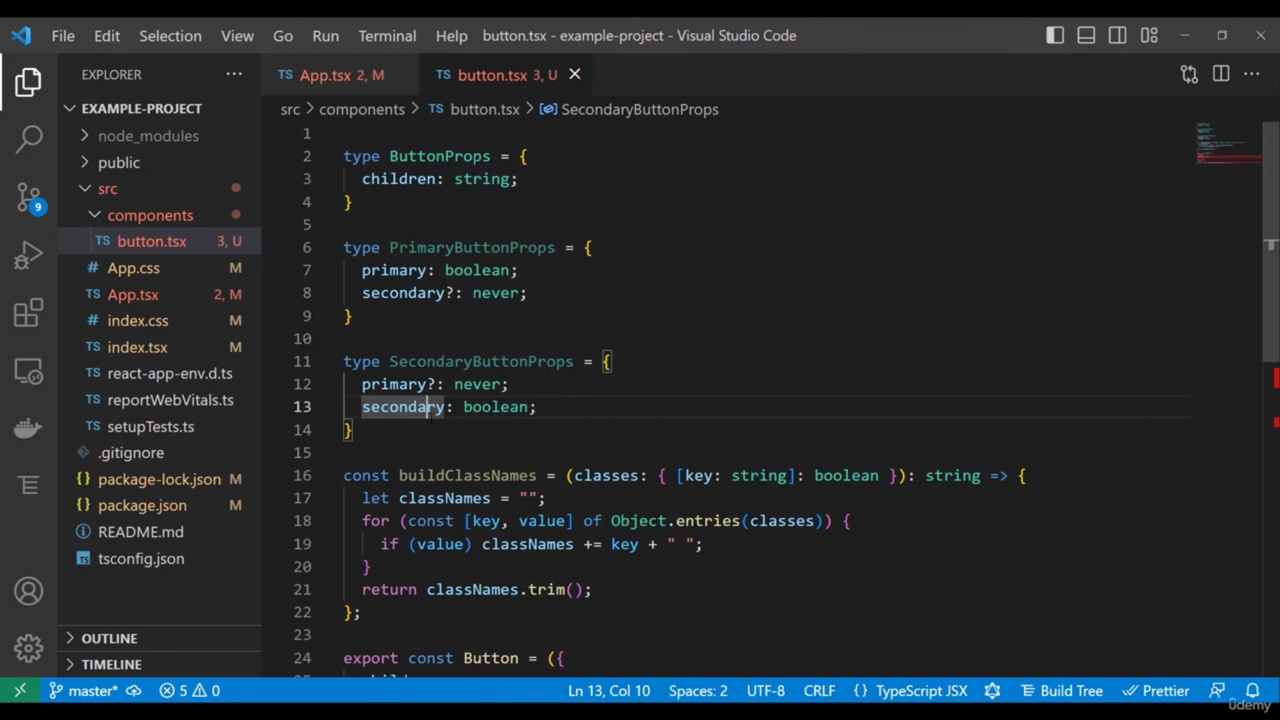 File Edit Selection View Go Run Terminal Help button.tsx - example-project - Visual Studio Code
EXPLORER
App.tsx 2, M
button.tsx 3, U
src > components > button.tsx > SecondaryButtonProps
EXAMPLE-PROJECT
node_modules
public
src
components
button.tsx 3, U
App.css M
App.tsx 2, M
index.css M
index.tsx M
react-app-env.d.ts
reportWebVitals.ts
setupTests.ts
.gitignore
package-lock.json M
package.json M
README.md
tsconfig.json
OUTLINE
TIMELINE
9
1
2 type ButtonProps = {
3 children: string;
4 }
5
6 type PrimaryButtonProps = {
7 primary: boolean;
8 secondary?: never;
9 }
10
11 type SecondaryButtonProps = {
12 primary?: never;
13 secondary: boolean;
14 }
15
16 const buildClassNames = (classes: { [key: string]: boolean }): string => {
17 let classNames = "";
18 for (const [key, value] of Object.entries(classes)) {
19 if (value) classNames += key + " ";
20 }
21 return classNames.trim();
22 };
23
24 export const Button = ({
master* 5 0 Ln 13, Col 10 Spaces: 2 UTF-8 CRLF {} TypeScript JSX Build Tree Prettier
ûdemy